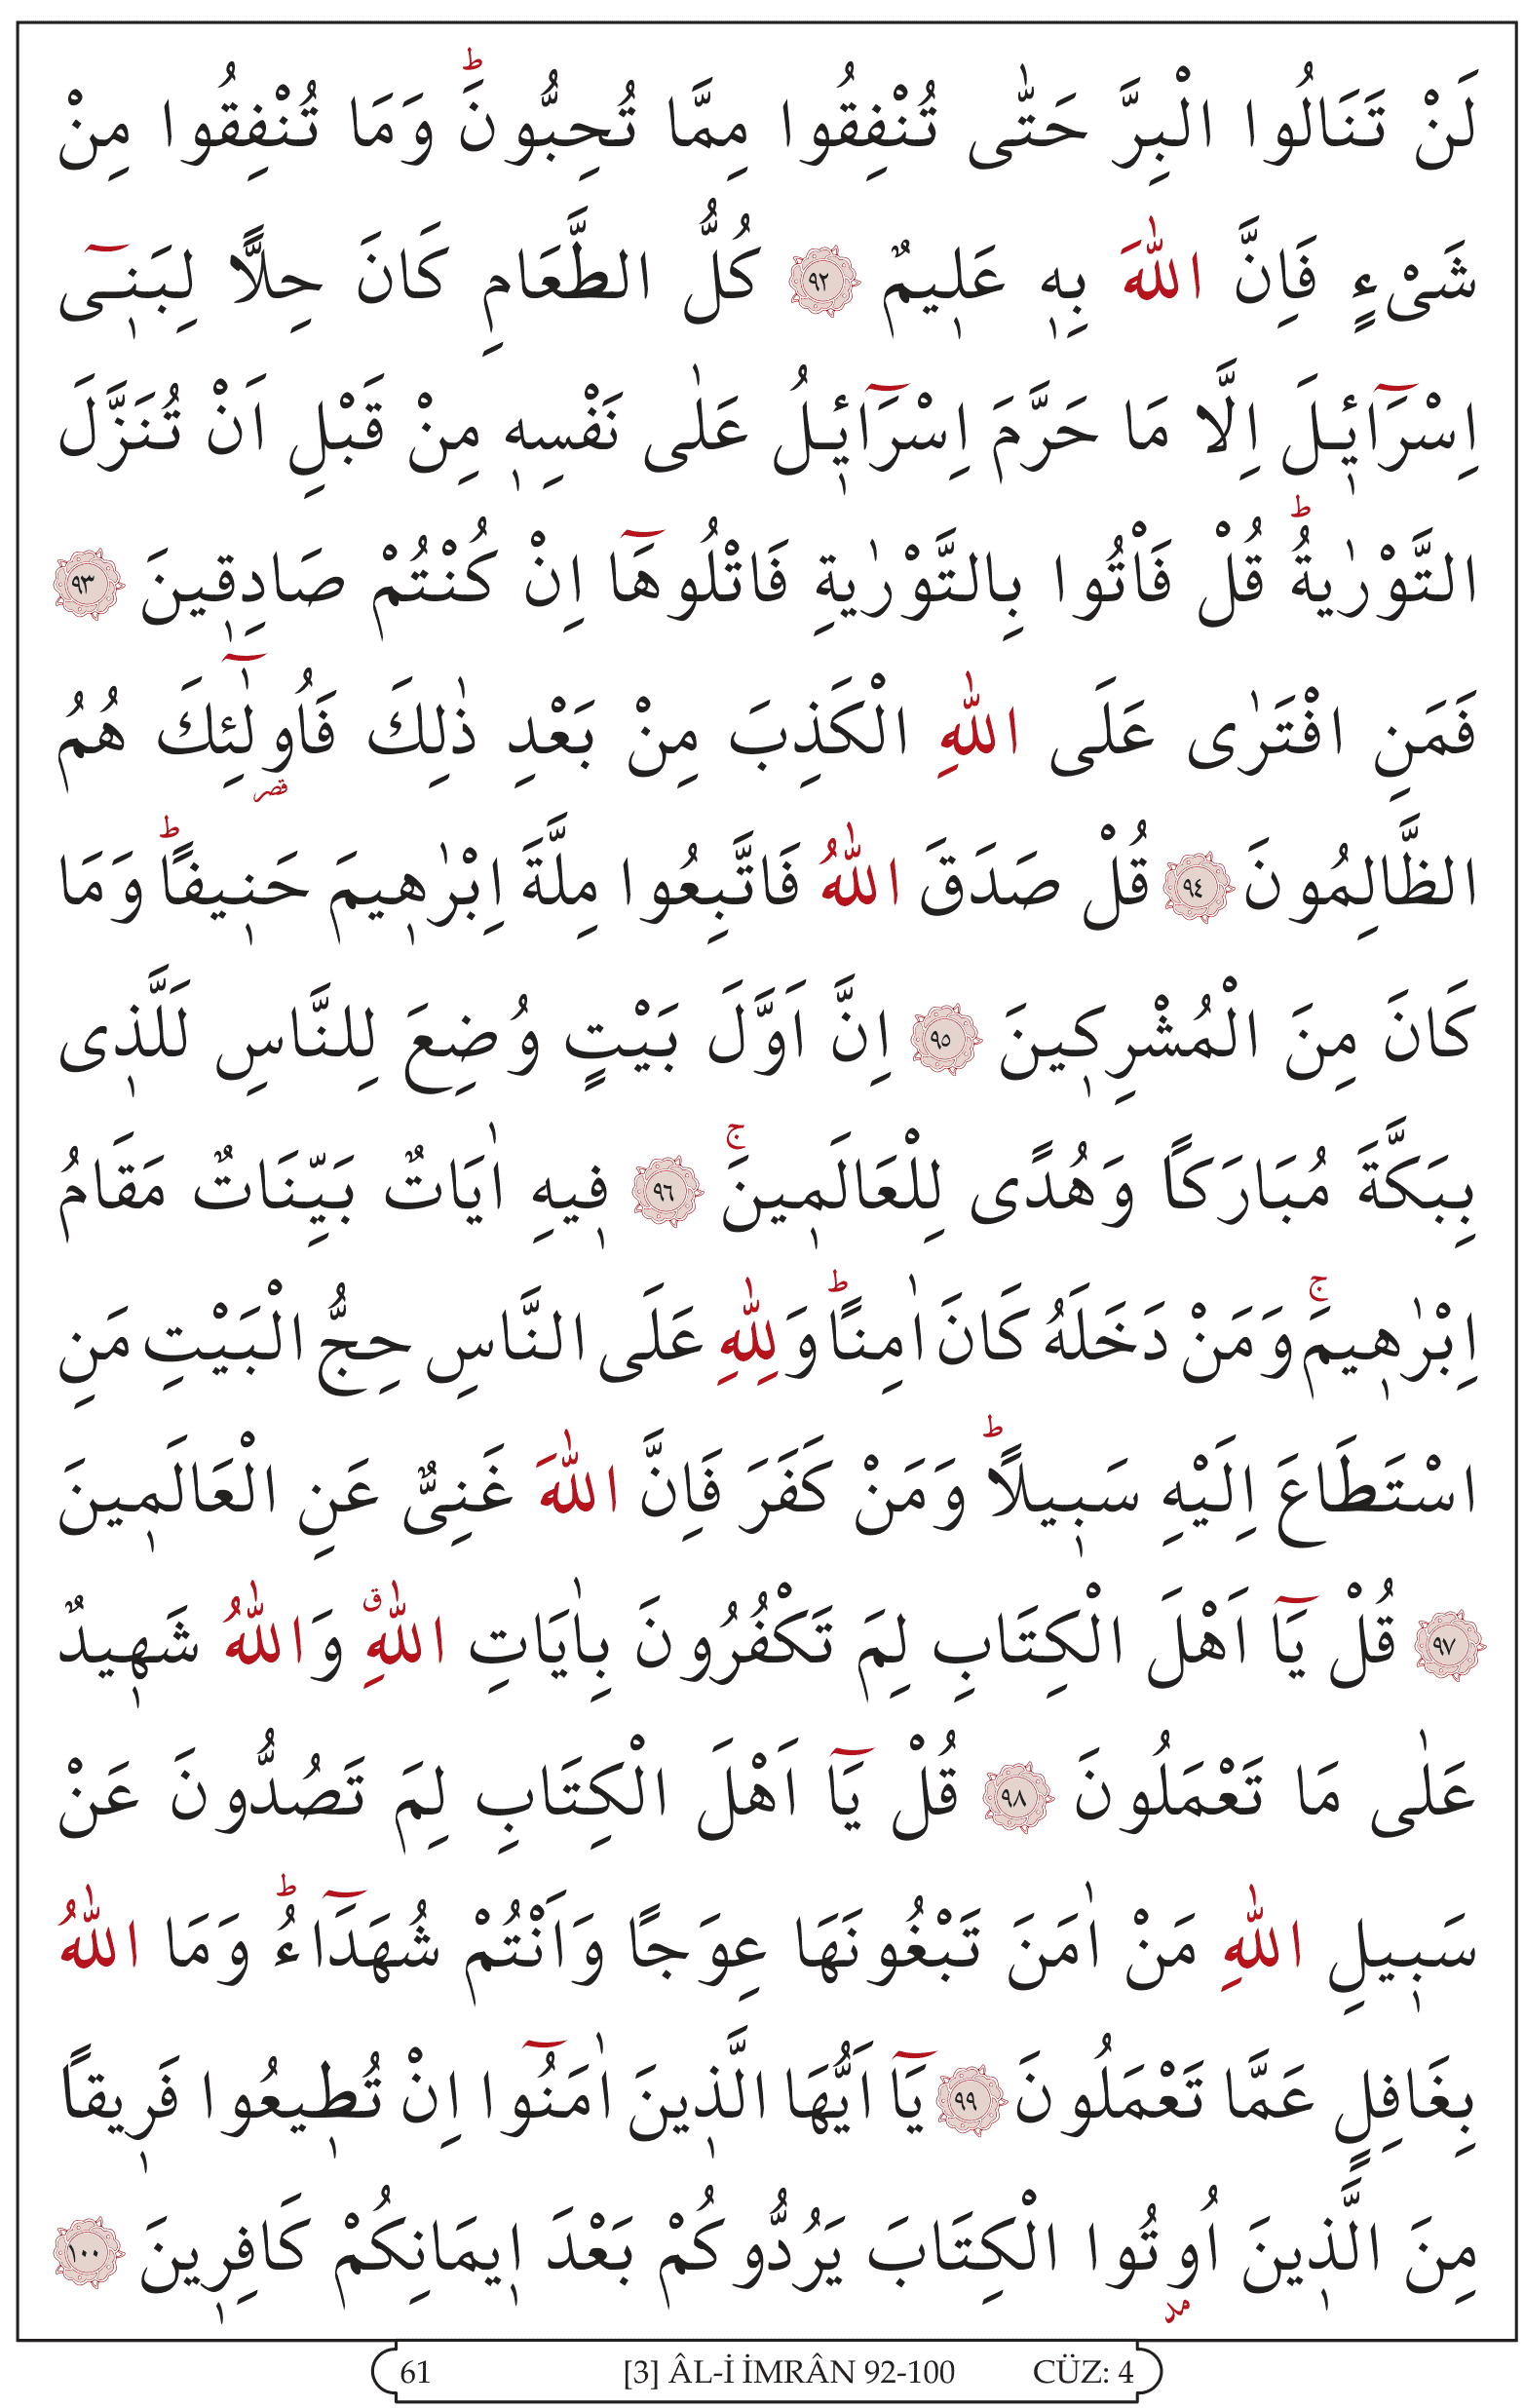 لَنْ تَنَالُوا الْبِرَّ حَتّٰى تُنْفِقُوا مِمَّا تُحِبُّونَۜ وَمَا تُنْفِقُوا مِنْ
شَىْءٍ فَاِنَّ اللّٰهَ بِهٖ عَلٖيمٌ ﴿٩٢﴾ كُلُّ الطَّعَامِ كَانَ حِلًّا لِبَنٖٓى
اِسْرَٓائٖلَ اِلَّا مَا حَرَّمَ اِسْرَٓائٖلُ عَلٰى نَفْسِهٖ مِنْ قَبْلِ اَنْ تُنَزَّلَ
التَّوْرٰيةُؕ قُلْ فَاْتُوا بِالتَّوْرٰيةِ فَاتْلُوهَٓا اِنْ كُنْتُمْ صَادِقٖينَ ﴿٩٣﴾
فَمَنِ افْتَرٰى عَلَى اللّٰهِ الْكَذِبَ مِنْ بَعْدِ ذٰلِكَ فَاُو۬لٰٓئِكَ هُمُ
الظَّالِمُونَ ﴿٩٤﴾ قُلْ صَدَقَ اللّٰهُ فَاتَّبِعُوا مِلَّةَ اِبْرٰهٖيمَ حَنٖيفًاؕ وَمَا
كَانَ مِنَ الْمُشْرِكٖينَ ﴿٩٥﴾ اِنَّ اَوَّلَ بَيْتٍ وُضِعَ لِلنَّاسِ لَلَّذٖى
بِبَكَّةَ مُبَارَكًا وَهُدًى لِلْعَالَمٖينَۚ ﴿٩٦﴾ فٖيهِ اٰيَاتٌ بَيِّنَاتٌ مَقَامُ
اِبْرٰهٖيمَۚ وَمَنْ دَخَلَهُ كَانَ اٰمِنًاؕ وَلِلّٰهِ عَلَى النَّاسِ حِجُّ الْبَيْتِ مَنِ
اسْتَطَاعَ اِلَيْهِ سَبٖيلًاؕ وَمَنْ كَفَرَ فَاِنَّ اللّٰهَ غَنِىٌّ عَنِ الْعَالَمٖينَ
﴿٩٧﴾ قُلْ يَٓا اَهْلَ الْكِتَابِ لِمَ تَكْفُرُونَ بِاٰيَاتِ اللّٰهِۗ وَاللّٰهُ شَهٖيدٌ
عَلٰى مَا تَعْمَلُونَ ﴿٩٨﴾ قُلْ يَٓا اَهْلَ الْكِتَابِ لِمَ تَصُدُّونَ عَنْ
سَبٖيلِ اللّٰهِ مَنْ اٰمَنَ تَبْغُونَهَا عِوَجًا وَاَنْتُمْ شُهَدَٓاءُؕ وَمَا اللّٰهُ
بِغَافِلٍ عَمَّا تَعْمَلُونَ ﴿٩٩﴾ يَٓا اَيُّهَا الَّذٖينَ اٰمَنُٓوا اِنْ تُطٖيعُوا فَرٖيقًا
مِنَ الَّذٖينَ اُو۫تُوا الْكِتَابَ يَرُدُّوكُمْ بَعْدَ اٖيمَانِكُمْ كَافِرٖينَ ﴿١٠٠﴾
61 [3] ÂL-İ İMRÂN 92-100 CÜZ: 4